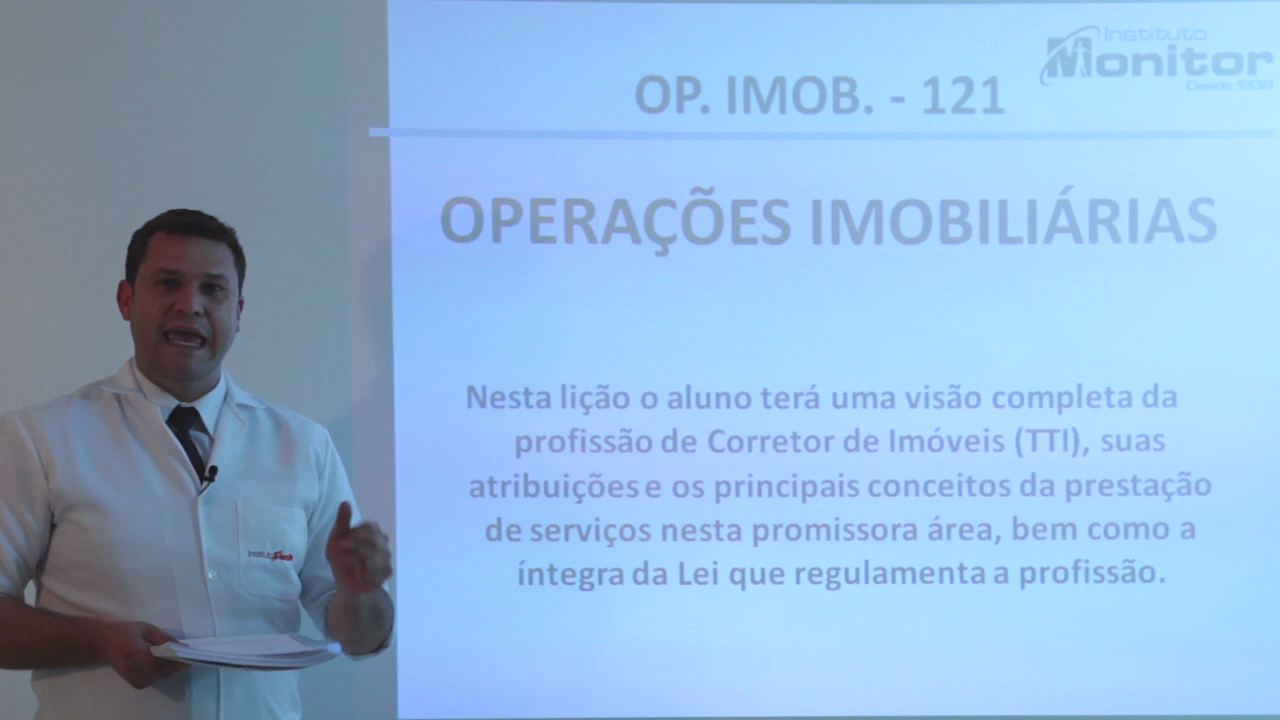 Instituto
Monitor
Desde 1939
OP. IMOB. - 121
OPERAÇÕES IMOBILIÁRIAS
Nesta lição o aluno terá uma visão completa da
profissão de Corretor de Imóveis (TTI), suas
atribuições e os principais conceitos da prestação
de serviços nesta promissora área, bem como a
íntegra da Lei que regulamenta a profissão.
Instituto